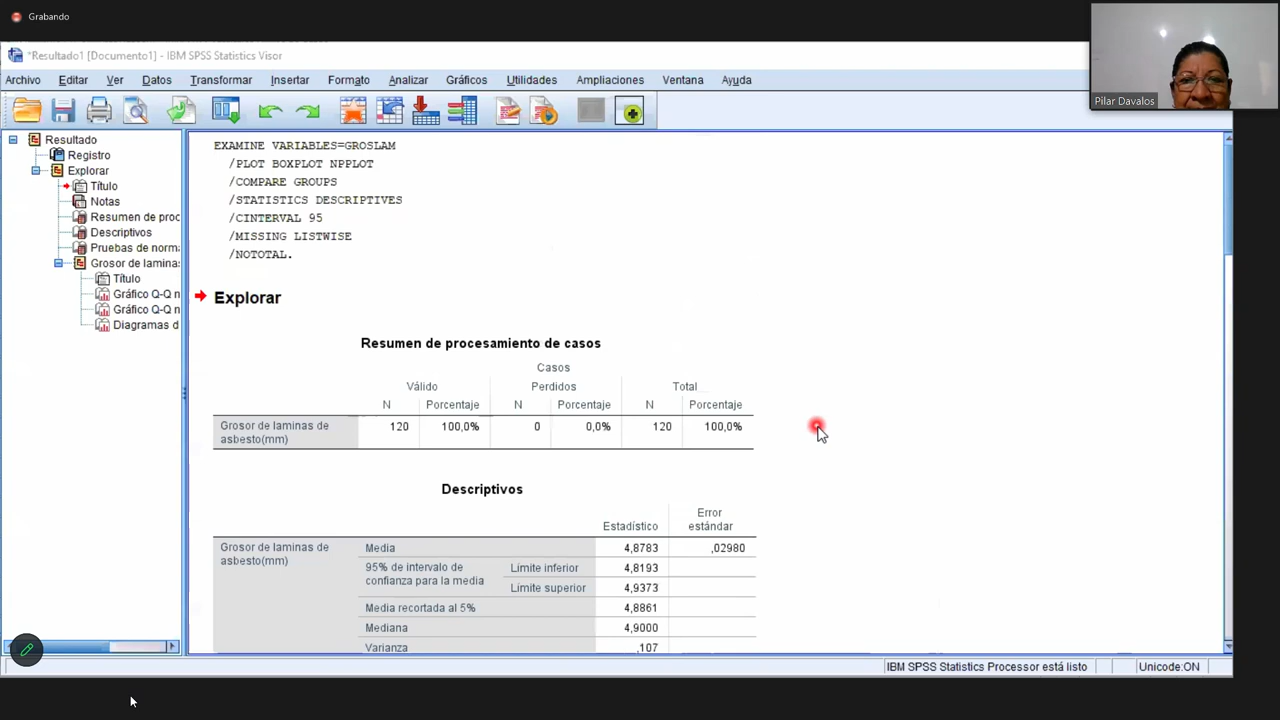 Grabando
*Resultado1 [Documento1] - IBM SPSS Statistics Visor
Archivo Editar Ver Datos Transformar Insertar Formato Analizar Gráficos Utilidades Ampliaciones Ventana Ayuda
Pilar Davalos
Resultado
Registro
Explorar
Título
Notas
Resumen de proc
Descriptivos
Pruebas de norma
Grosor de lamina
Título
Gráfico Q-Q n
Gráfico Q-Q n
Diagramas d
EXAMINE VARIABLES=GROSLAM
/PLOT BOXPLOT NPPLOT
/COMPARE GROUPS
/STATISTICS DESCRIPTIVES
/CINTERVAL 95
/MISSING LISTWISE
/NOTOTAL.
Explorar
Resumen de procesamiento de casos
Casos
Válido Perdidos Total
N Porcentaje N Porcentaje N Porcentaje
Grosor de laminas de 120 100,0% 0 0,0% 120 100,0%
asbesto(mm)
Descriptivos
Error
Estadístico estándar
Grosor de laminas de Media 4,8783 ,02980
asbesto(mm)
95% de intervalo de Límite inferior 4,8193
confianza para la media Límite superior 4,9373
Media recortada al 5% 4,8861
Mediana 4,9000
Varianza ,107
IBM SPSS Statistics Processor está listo Unicode:ON